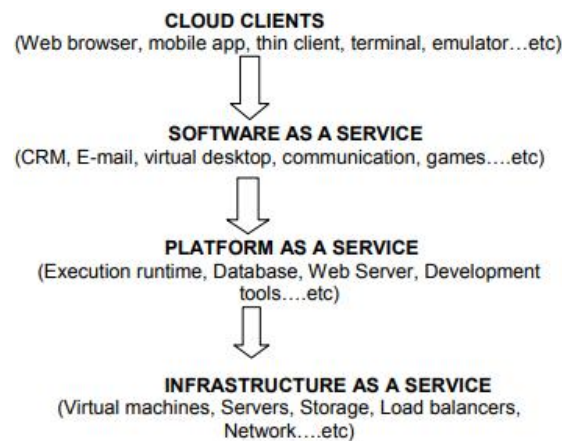 CLOUD CLIENTS
(Web browser, mobile app, thin client, terminal, emulator…etc)
SOFTWARE AS A SERVICE
(CRM, E-mail, virtual desktop, communication, games….etc)
PLATFORM AS A SERVICE
(Execution runtime, Database, Web Server, Development
tools….etc)
INFRASTRUCTURE AS A SERVICE
(Virtual machines, Servers, Storage, Load balancers,
Network….etc)